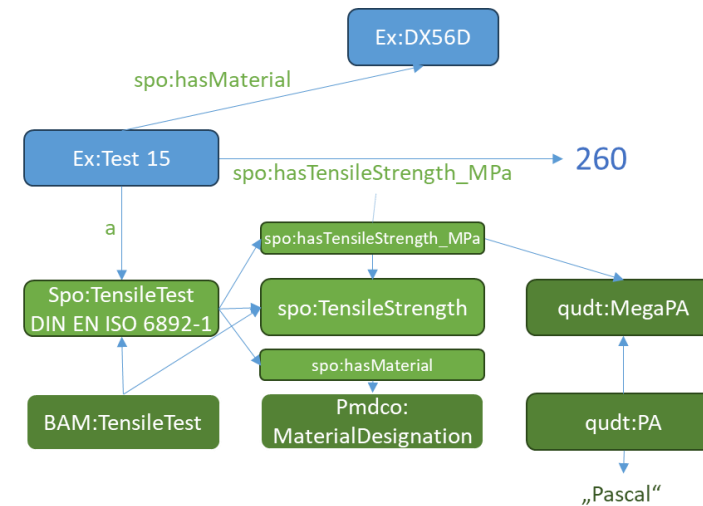 Ex:DX56D
spo:hasMaterial
Ex:Test 15
260
spo:hasTensileStrength_MPa
a
spo:hasTensileStrength_MPa
Spo:TensileTest
DIN EN ISO 6892-1
spo:TensileStrength
qudt:MegaPA
spo:hasMaterial
BAM:TensileTest
Pmdco:
MaterialDesignation
qudt:PA
„Pascal“